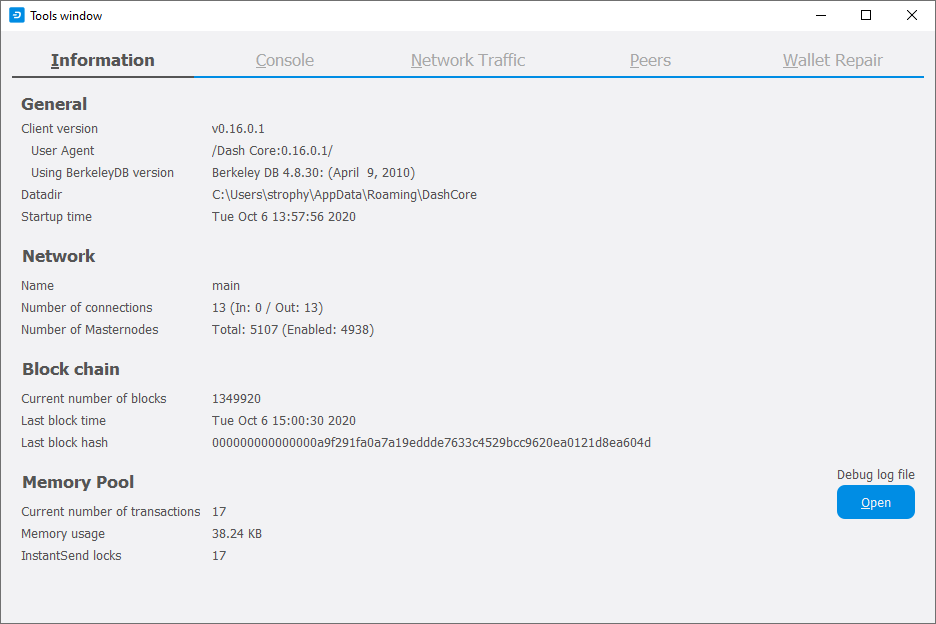 Tools window
Information Console Network Traffic Peers Wallet Repair
General
Client version v0.16.0.1
User Agent /Dash Core:0.16.0.1/
Using BerkeleyDB version Berkeley DB 4.8.30: (April  9, 2010)
Datadir C:\Users\strophy\AppData\Roaming\DashCore
Startup time Tue Oct 6 13:57:56 2020
Network
Name main
Number of connections 13 (In: 0 / Out: 13)
Number of Masternodes Total: 5107 (Enabled: 4938)
Block chain
Current number of blocks 1349920
Last block time Tue Oct 6 15:00:30 2020
Last block hash 000000000000000a9f291fa0a7a19eddde7633c4529bcc9620ea0121d8ea604d
Memory Pool
Debug log file
Open
Current number of transactions 17
Memory usage 38.24 KB
InstantSend locks 17